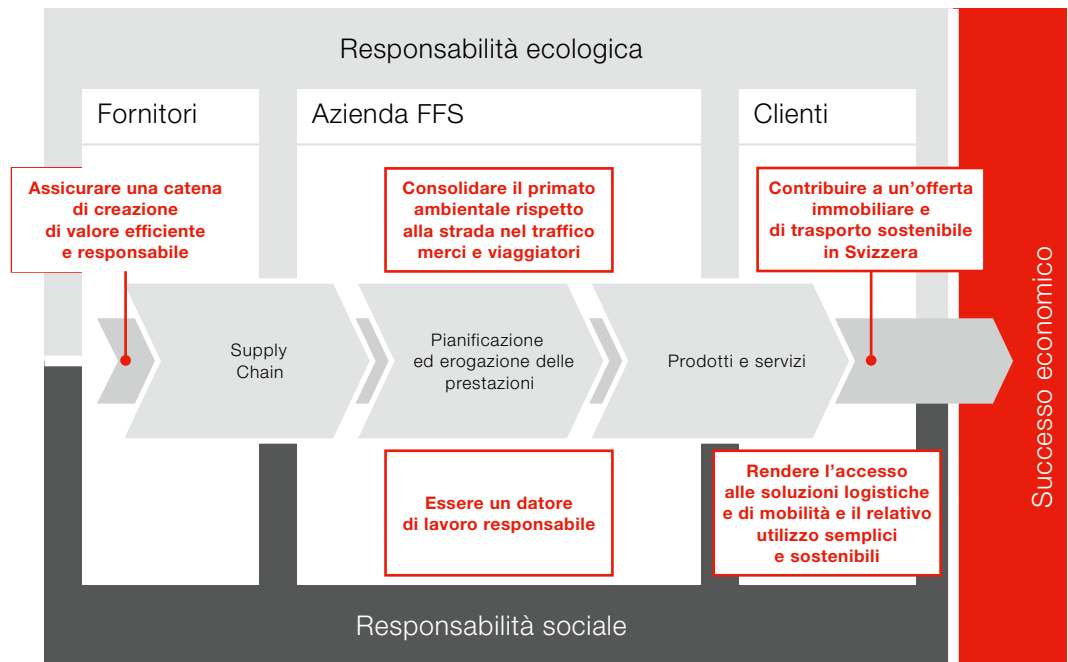 Responsabilità ecologica
Fornitori
Azienda FFS
Clienti
Assicurare una catena
di creazione
di valore efficiente
e responsabile
Consolidare il primato
ambientale rispetto
alla strada nel traffico
merci e viaggiatori
Contribuire a un’offerta
immobiliare e
di trasporto sostenibile
in Svizzera
Supply
Chain
Pianificazione
ed erogazione delle
prestazioni
Prodotti e servizi
Successo economico
Essere un datore
di lavoro responsabile
Rendere l’accesso
alle soluzioni logistiche
e di mobilità e il relativo
utilizzo semplici
e sostenibili
Responsabilità sociale